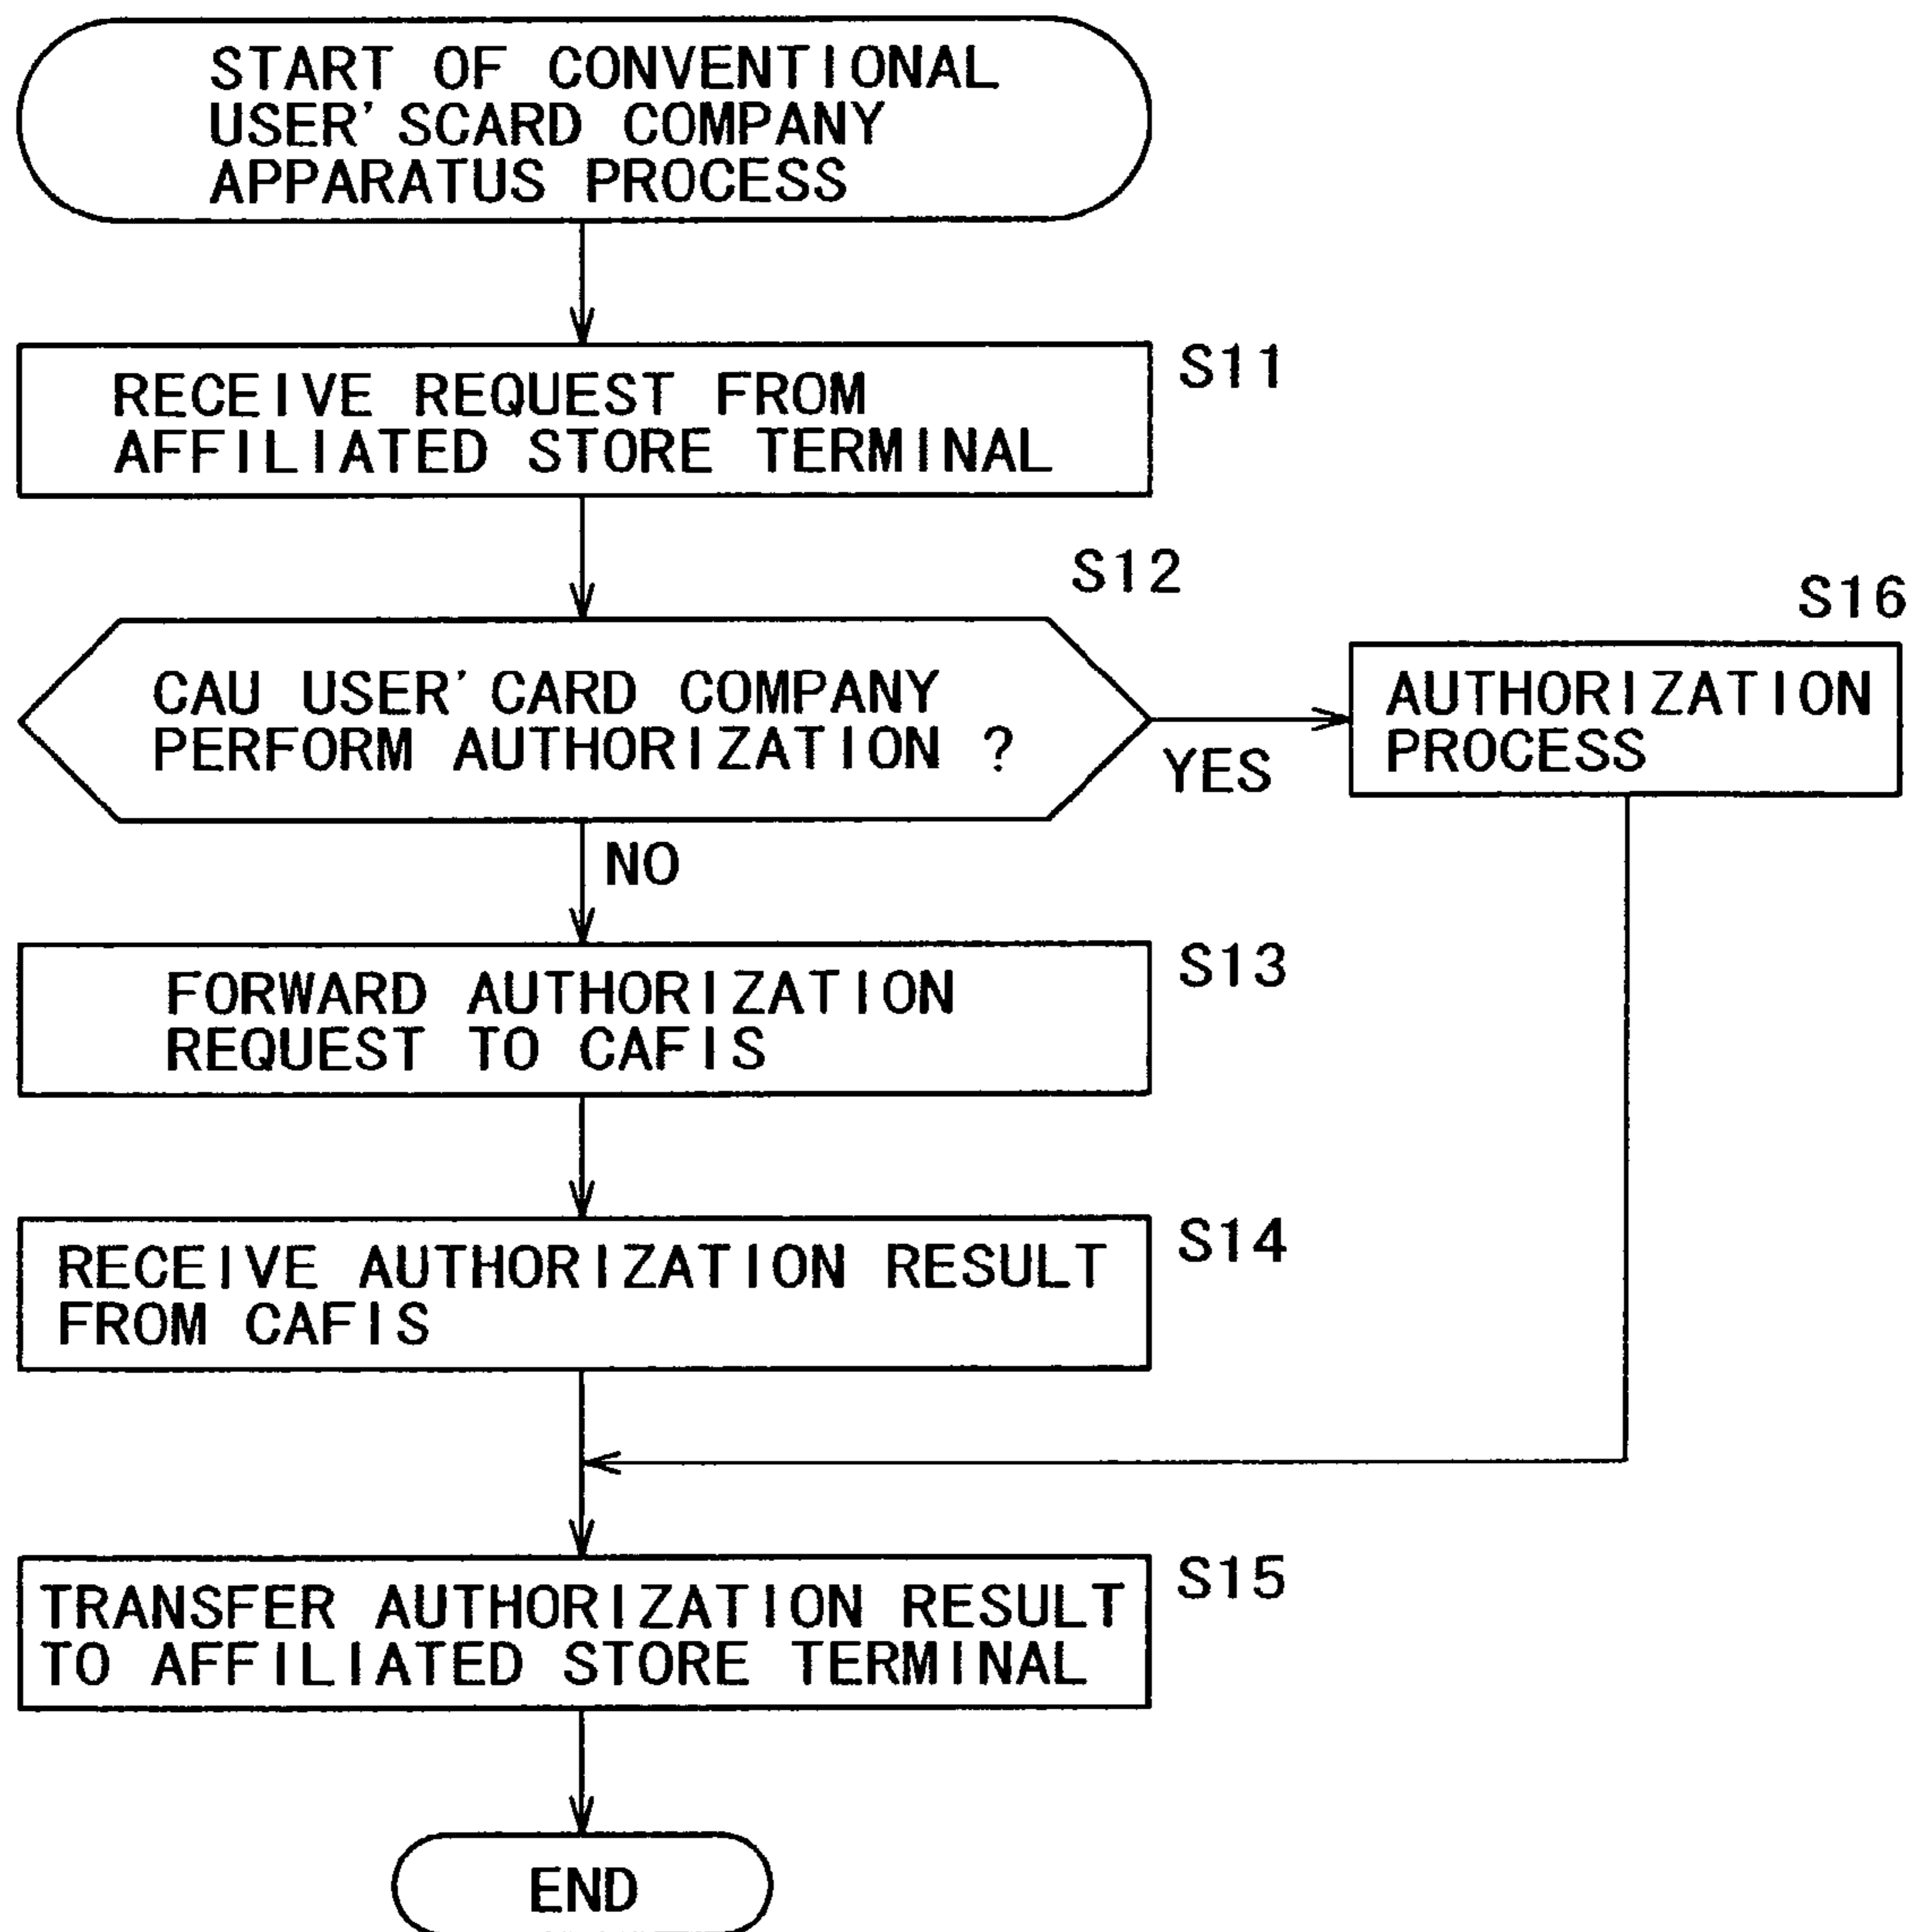 START OF CONVENTIONAL
USER'SCARD COMPANY
APPARATUS PROCESS
S11
RECEIVE REQUEST FROM
AFFILIATED STORE TERMINAL
S12
CAU USER'CARD COMPANY
PERFORM AUTHORIZATION ?
YES
S16
AUTHORIZATION
PROCESS
NO
S13
FORWARD AUTHORIZATION
REQUEST TO CAFIS
S14
RECEIVE AUTHORIZATION RESULT
FROM CAFIS
S15
TRANSFER AUTHORIZATION RESULT
TO AFFILIATED STORE TERMINAL
END